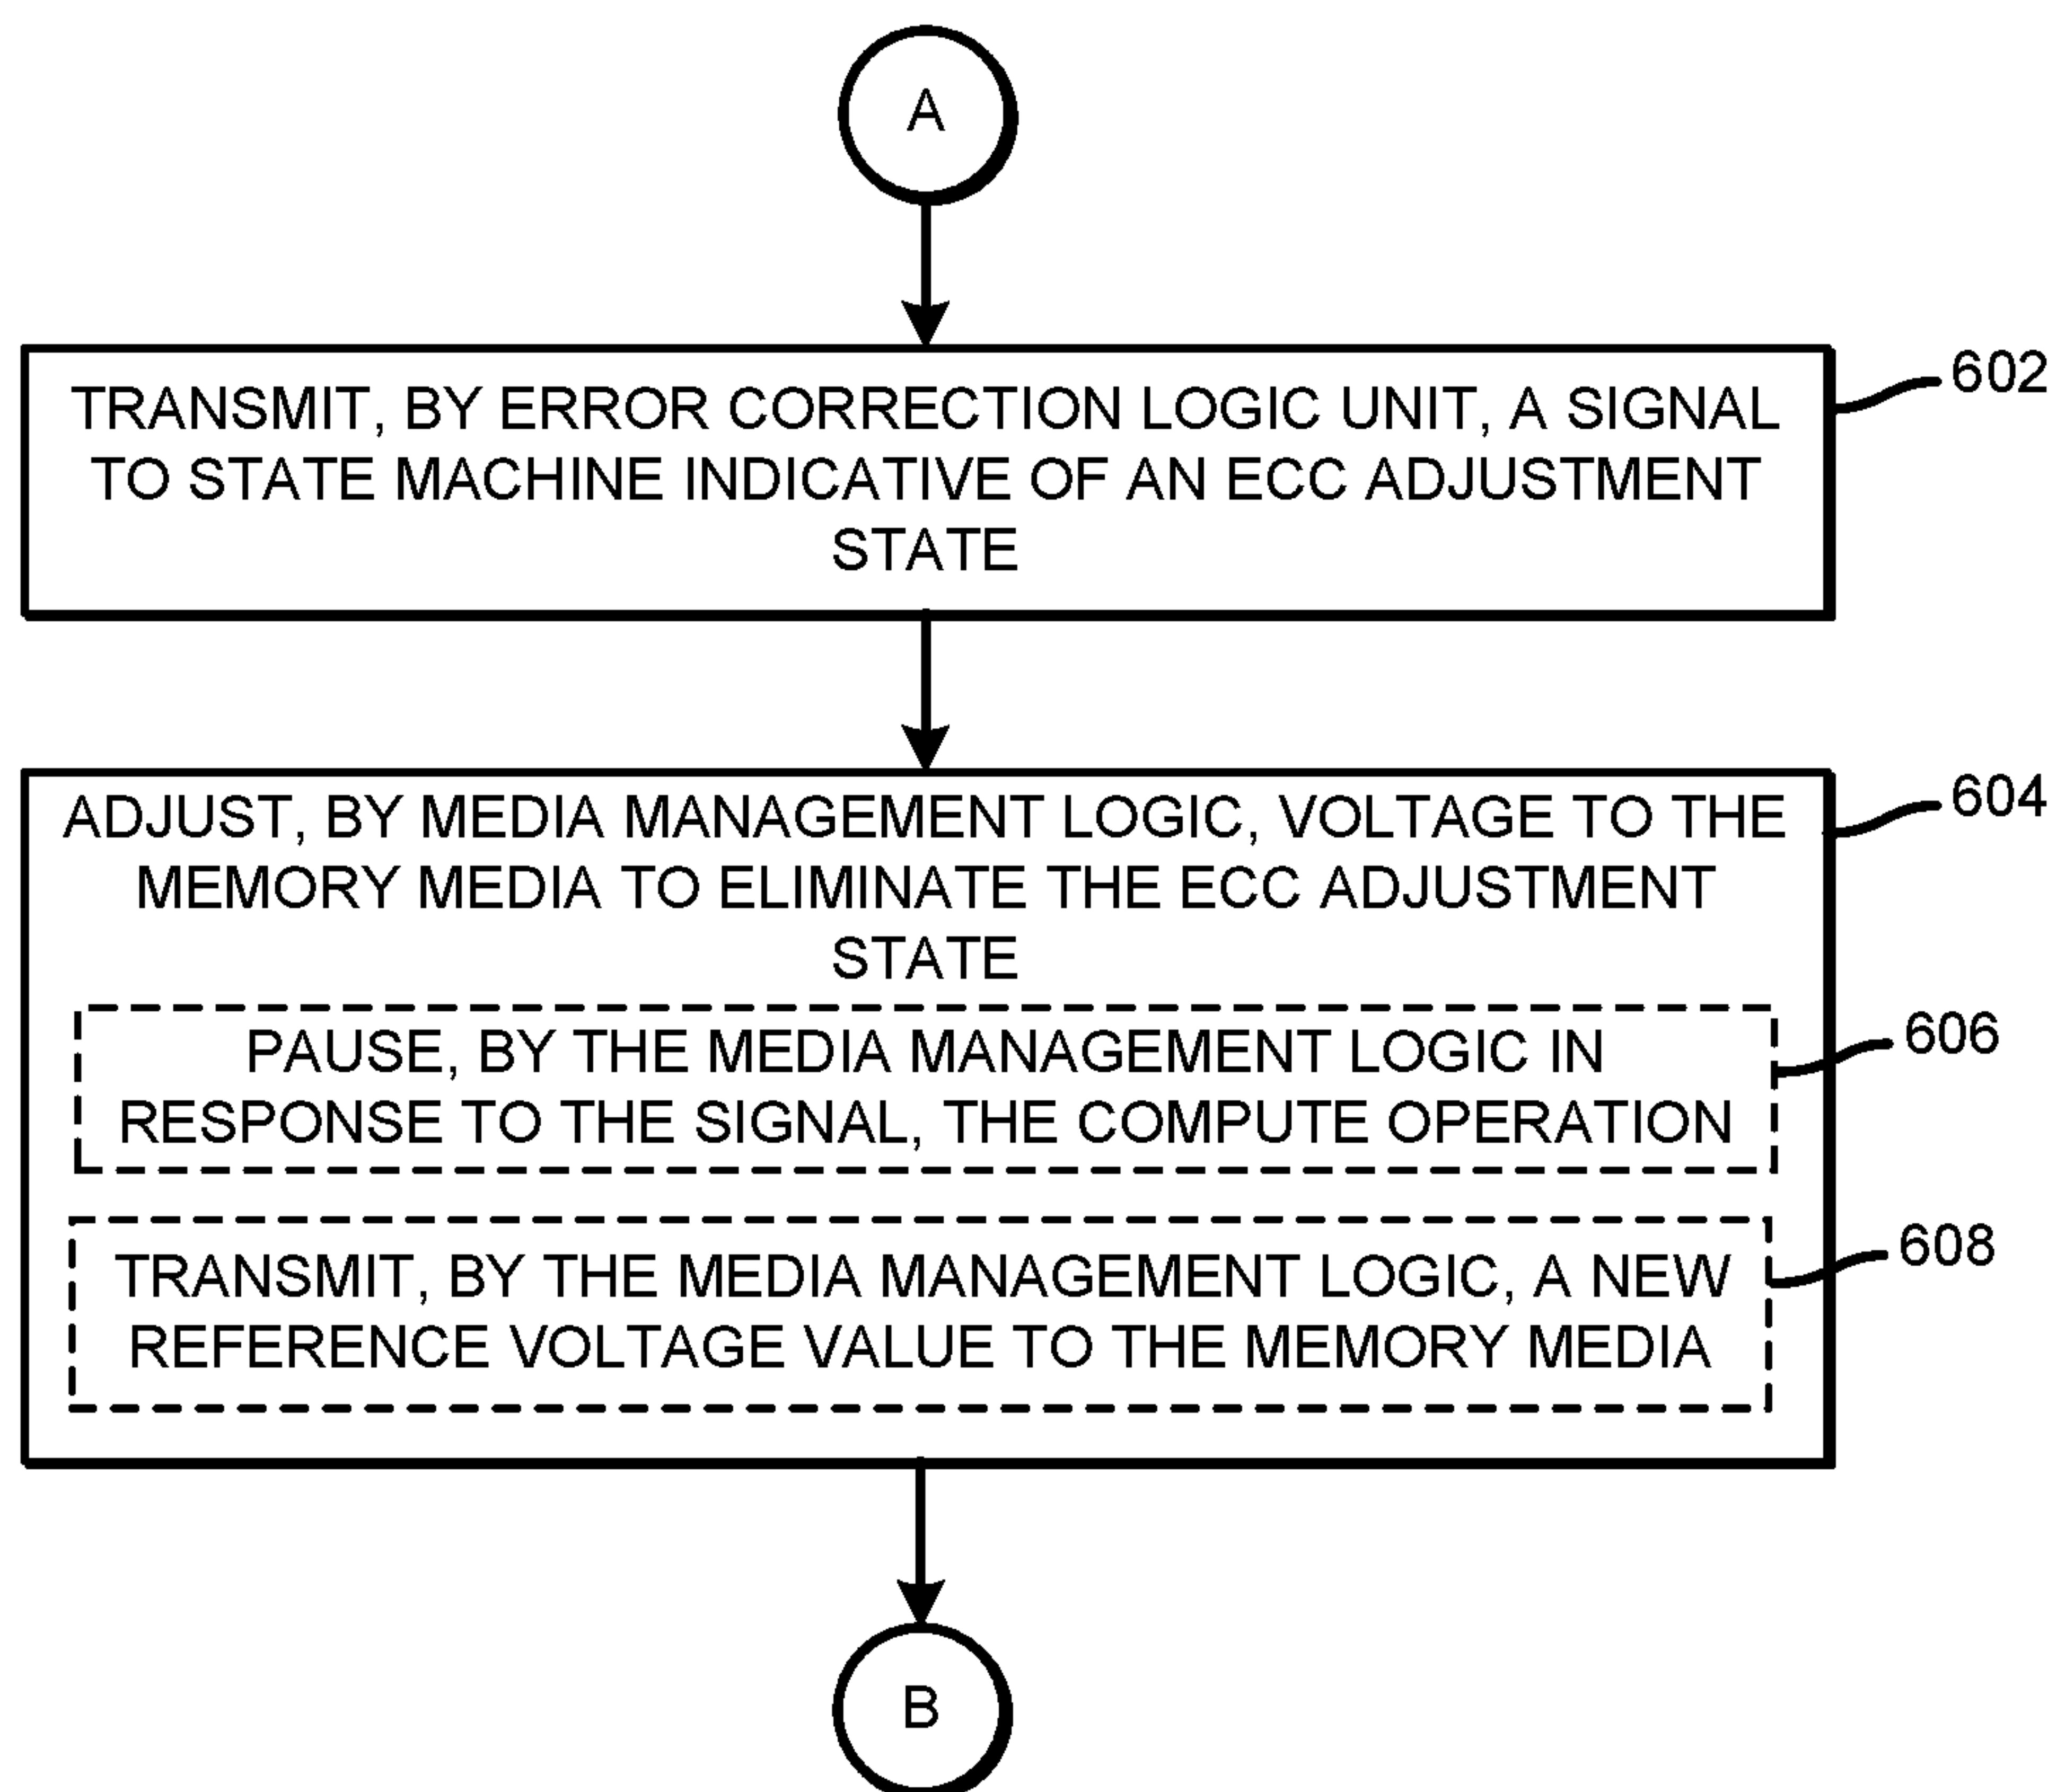 A
TRANSMIT, BY ERROR CORRECTION LOGIC UNIT, A SIGNAL
TO STATE MACHINE INDICATIVE OF AN ECC ADJUSTMENT
STATE
602
ADJUST, BY MEDIA MANAGEMENT LOGIC, VOLTAGE TO THE
MEMORY MEDIA TO ELIMINATE THE ECC ADJUSTMENT
STATE
604
PAUSE, BY THE MEDIA MANAGEMENT LOGIC IN
RESPONSE TO THE SIGNAL, THE COMPUTE OPERATION
606
TRANSMIT, BY THE MEDIA MANAGEMENT LOGIC, A NEW
REFERENCE VOLTAGE VALUE TO THE MEMORY MEDIA
608
B